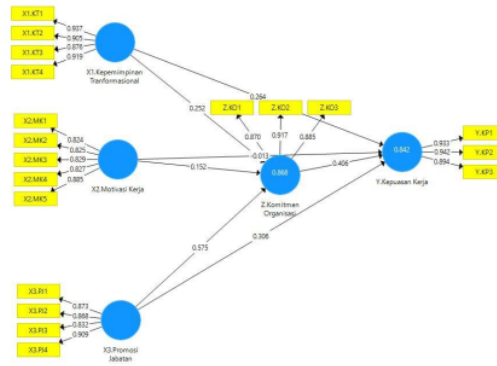 X1.KT1
X1.KT2
X1.KT3
X1.KT4
0.937
0.905
0.876
0.919
X1.Kepemiimpinan
Tranformasional
0.264
0.252
Z.KO1
Z.KO2
Z.KO3
0.870
0.917
0.885
X2.MK1
X2.MK2
X2.MK3
X2.MK4
X2.MK5
0.824
0.825
0.829
0.827
0.885
X2.Motivasi Kerja
-0.013
0.152
0.868
Z.Komitmen
Organisasi
0.406
0.842
Y.Kepuasan Kerja
0.933
0.942
0.894
Y.KP1
Y.KP2
Y.KP3
0.575
0.306
X3.PJ1
X3.PJ2
X3.PJ3
X3.PJ4
0.873
0.868
0.832
0.909
X3.Promosi
Jabatan